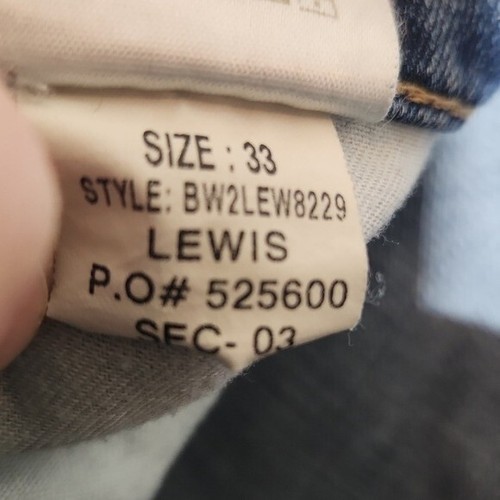 SIZE : 33
STYLE: BW2LEW8229
LEWIS
P.O# 525600
SEC- 03